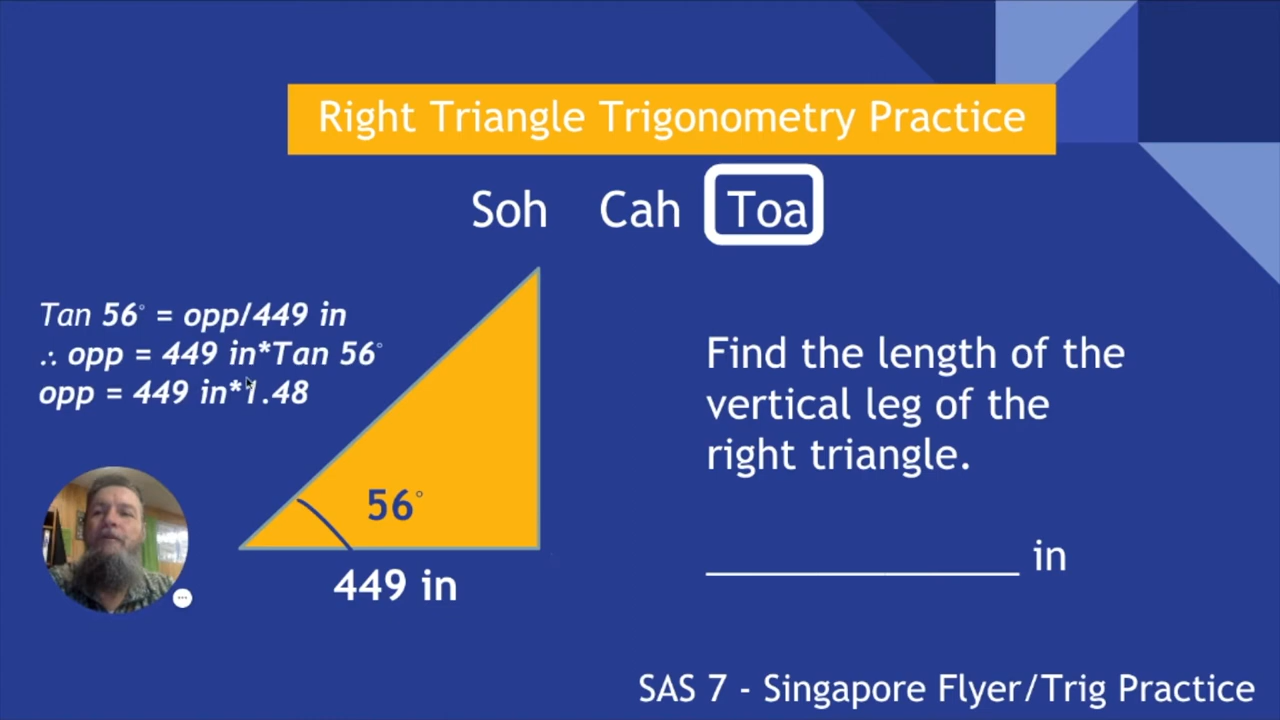 Right Triangle Trigonometry Practice
Soh Cah Toa
Tan 56° = opp/449 in
∴ opp = 449 in*Tan 56°
opp = 449 in*1.48
56°
449 in
Find the length of the
vertical leg of the
right triangle.
______________ in
SAS 7 - Singapore Flyer/Trig Practice